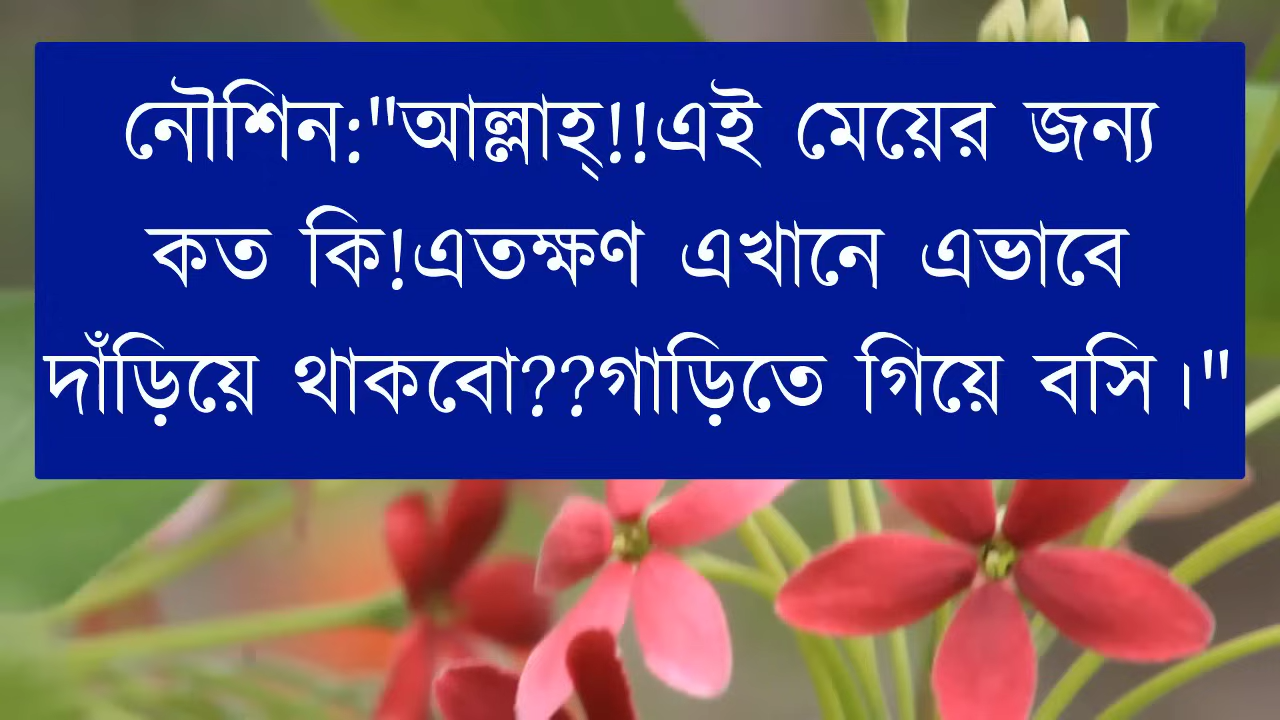 নৌশিন:"আল্লাহ্!!এই মেয়ের জন্য
কত কি!এতক্ষণ এখানে এভাবে
দাঁড়িয়ে থাকবো??গাড়িতে গিয়ে বসি।"